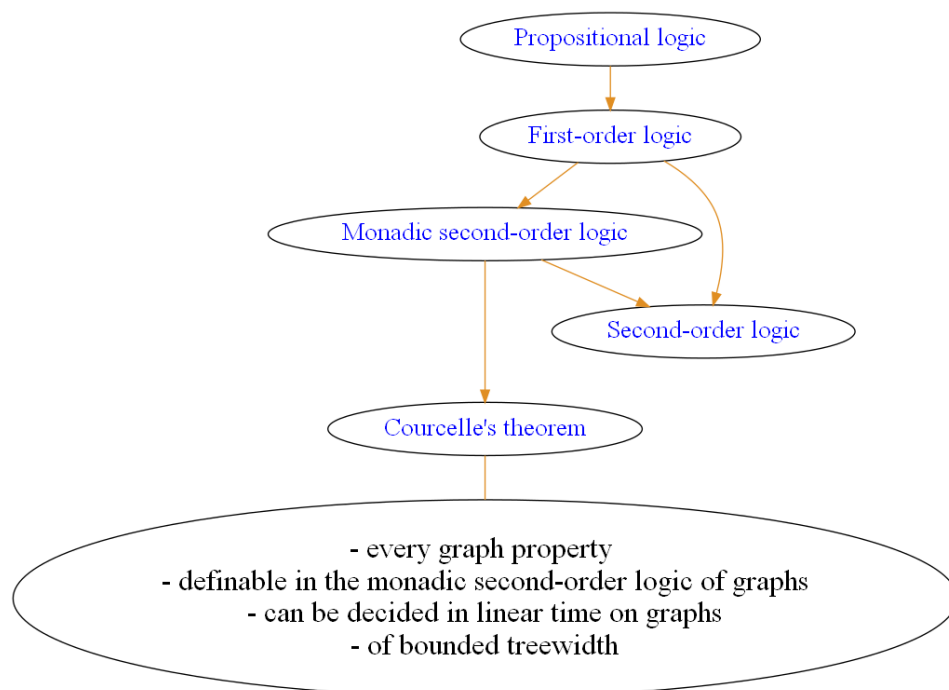 Propositional logic
First-order logic
Monadic second-order logic
Second-order logic
Courcelle's theorem
- every graph property
- definable in the monadic second-order logic of graphs
- can be decided in linear time on graphs
- of bounded treewidth